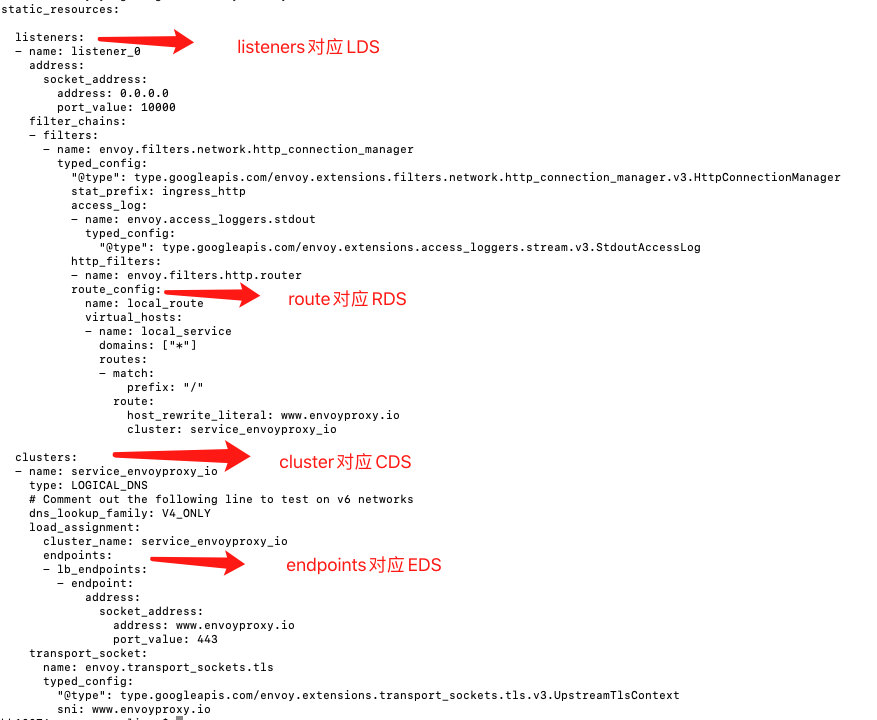 static_resources:
listeners:
listeners对应 LDS
- name: listener_0
address:
socket_address:
address: 0.0.0.0
port_value: 10000
filter_chains:
- filters:
- name: envoy.filters.network.http_connection_manager
typed_config:
"@type": type.googleapis.com/envoy.extensions.filters.network.http_connection_manager.v3.HttpConnectionManager
stat_prefix: ingress_http
access_log:
- name: envoy.access_loggers.stdout
typed_config:
"@type": type.googleapis.com/envoy.extensions.access_loggers.stream.v3.StdoutAccessLog
http_filters:
- name: envoy.filters.http.router
route_config:
route对应 RDS
name: local_route
virtual_hosts:
- name: local_service
domains: ["*"]
routes:
- match:
prefix: "/"
route:
host_rewrite_literal: www.envoyproxy.io
cluster: service_envoyproxy_io
clusters:
cluster对应 CDS
- name: service_envoyproxy_io
type: LOGICAL_DNS
# Comment out the following line to test on v6 networks
dns_lookup_family: V4_ONLY
load_assignment:
cluster_name: service_envoyproxy_io
endpoints:
endpoints对应 EDS
- lb_endpoints:
- endpoint:
address:
socket_address:
address: www.envoyproxy.io
port_value: 443
transport_socket:
name: envoy.transport_sockets.tls
typed_config:
"@type": type.googleapis.com/envoy.extensions.transport_sockets.tls.v3.UpstreamTlsContext
sni: www.envoyproxy.io